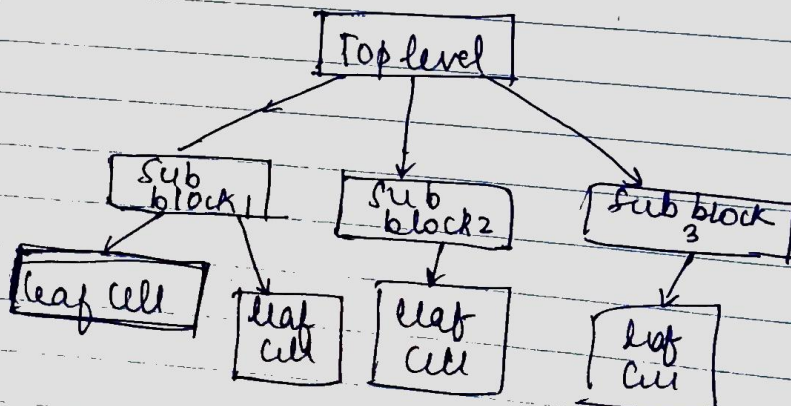 Top level
Sub
block1
Sub
block2
Sub block
3
leaf cell
leaf
cell
leaf
cell
leaf
cell